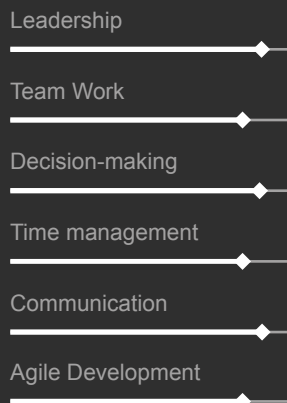 Leadership
Team Work
Decision-making
Time management
Communication
Agile Development